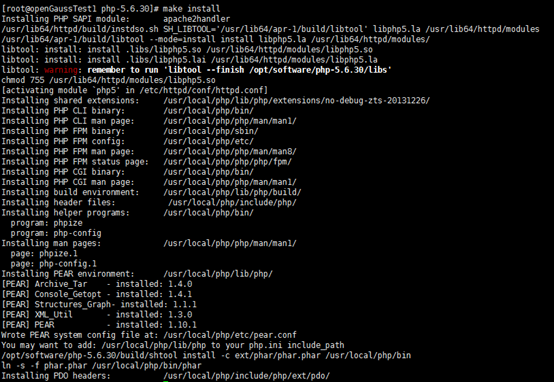 [root@openGaussTest1 php-5.6.30]# make install
Installing PHP SAPI module:       apache2handler
/usr/lib64/httpd/build/instdso.sh SH_LIBTOOL='/usr/lib64/apr-1/build/libtool' libphp5.la /usr/lib64/httpd/modules
/usr/lib64/apr-1/build/libtool --mode=install install libphp5.la /usr/lib64/httpd/modules/
libtool: install: install .libs/libphp5.so /usr/lib64/httpd/modules/libphp5.so
libtool: install: install .libs/libphp5.lai /usr/lib64/httpd/modules/libphp5.la
libtool: warning: remember to run 'libtool --finish /opt/software/php-5.6.30/libs'
chmod 755 /usr/lib64/httpd/modules/libphp5.so
[activating module `php5' in /etc/httpd/conf/httpd.conf]
Installing shared extensions:     /usr/local/php/lib/php/extensions/no-debug-zts-20131226/
Installing PHP CLI binary:        /usr/local/php/bin/
Installing PHP CLI man page:      /usr/local/php/php/man/man1/
Installing PHP FPM binary:        /usr/local/php/sbin/
Installing PHP FPM config:        /usr/local/php/etc/
Installing PHP FPM man page:      /usr/local/php/php/man/man8/
Installing PHP FPM status page:   /usr/local/php/php/php/fpm/
Installing PHP CGI binary:        /usr/local/php/bin/
Installing PHP CGI man page:      /usr/local/php/php/man/man1/
Installing build environment:     /usr/local/php/lib/php/build/
Installing header files:           /usr/local/php/include/php/
Installing helper programs:       /usr/local/php/bin/
  program: phpize
  program: php-config
Installing man pages:             /usr/local/php/php/man/man1/
  page: phpize.1
  page: php-config.1
Installing PEAR environment:      /usr/local/php/lib/php/
[PEAR] Archive_Tar    - installed: 1.4.0
[PEAR] Console_Getopt - installed: 1.4.1
[PEAR] Structures_Graph- installed: 1.1.1
[PEAR] XML_Util       - installed: 1.3.0
[PEAR] PEAR           - installed: 1.10.1
Wrote PEAR system config file at: /usr/local/php/etc/pear.conf
You may want to add: /usr/local/php/lib/php to your php.ini include_path
/opt/software/php-5.6.30/build/shtool install -c ext/phar/phar.phar /usr/local/php/bin
ln -s -f phar.phar /usr/local/php/bin/phar
Installing PDO headers:           /usr/local/php/include/php/ext/pdo/